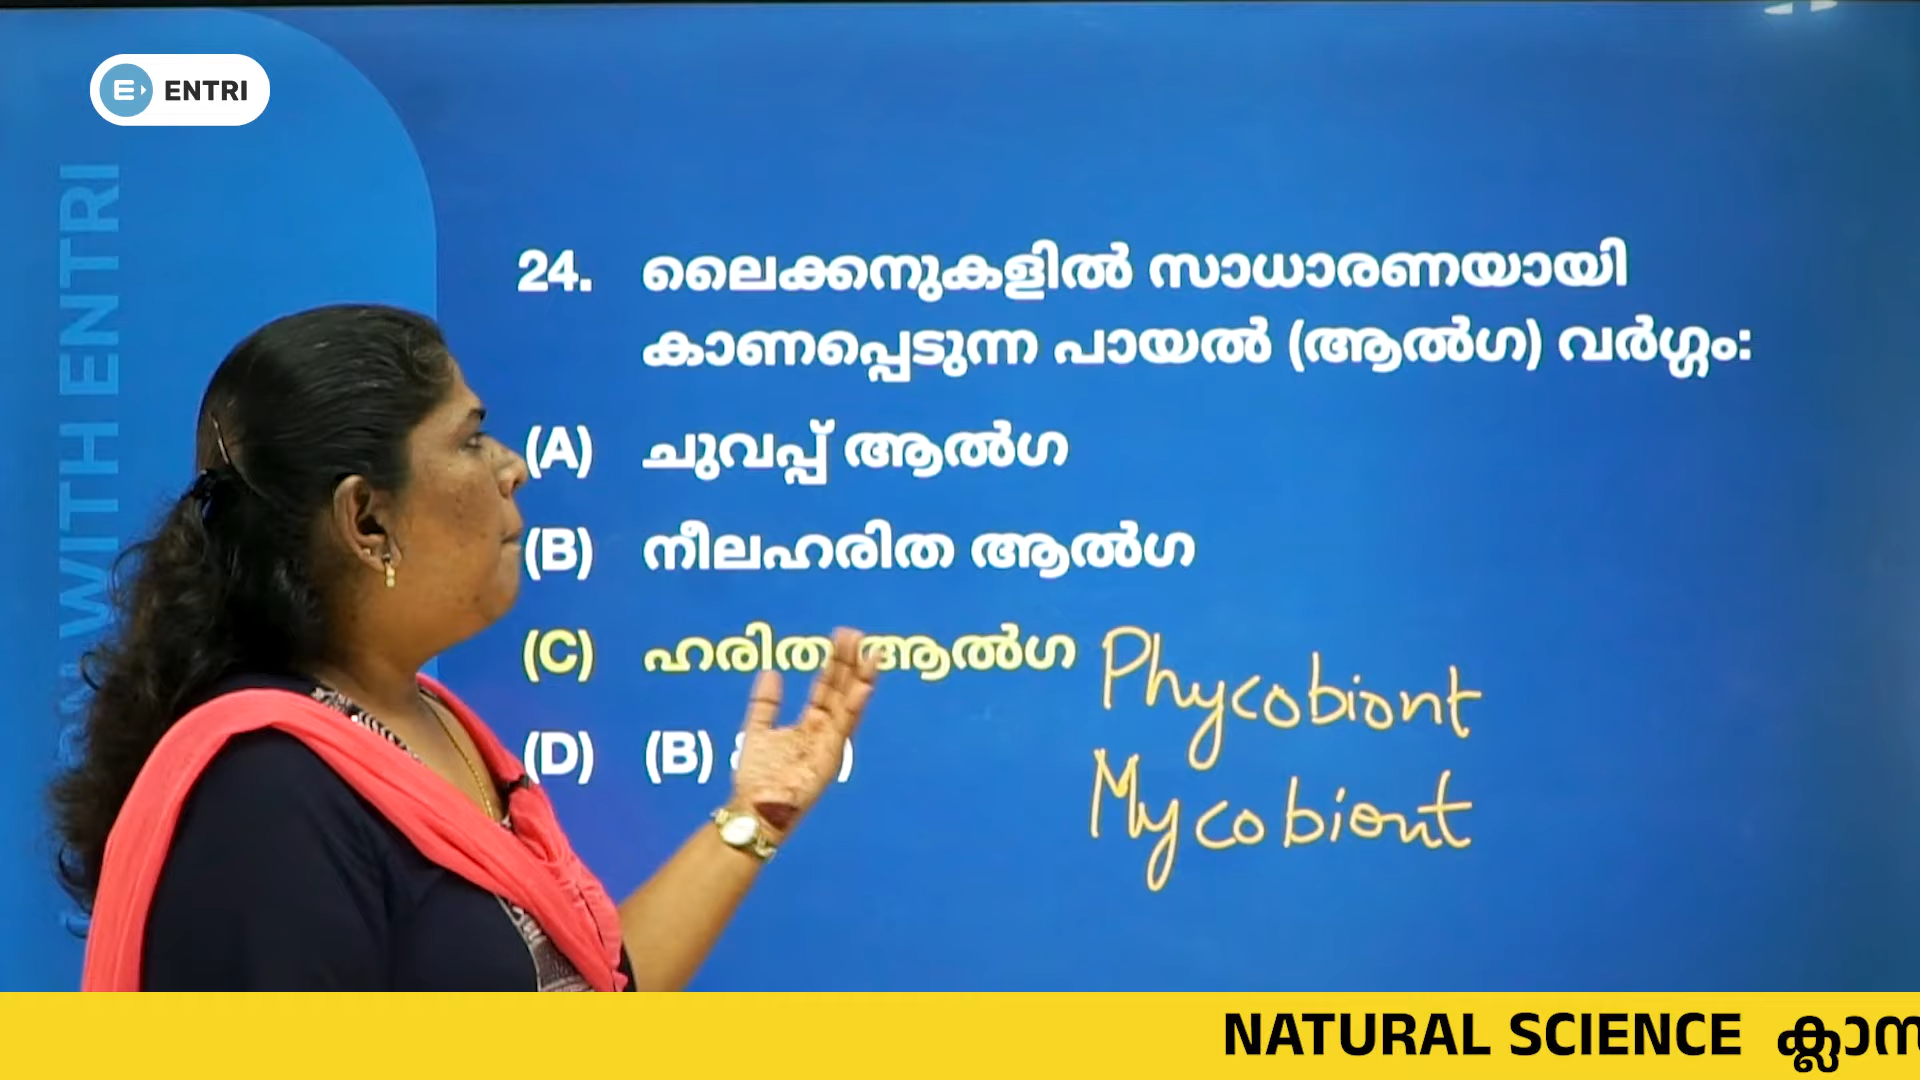 ENTRI
WITH ENTRI
24. ലൈക്കനുകളിൽ സാധാരണയായി
കാണപ്പെടുന്ന പായൽ (ആൽഗ) വർഗ്ഗം:
(A) ചുവപ്പ് ആൽഗ
(B) നീലഹരിത ആൽഗ
(C) ഹരിത ആൽഗ
Phycobiont
(D) (B)
Mycobiont
NATURAL SCIENCE